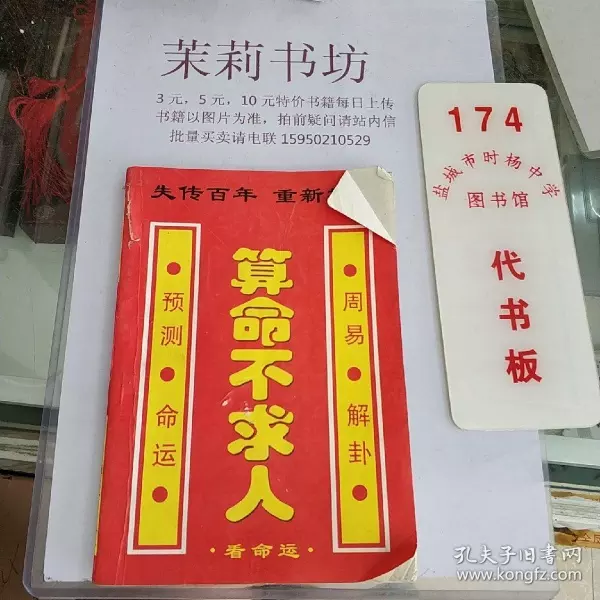 茉莉书坊
3元，5元，10元特价书籍每日上传
书籍以图片为准，拍前疑问请站内信
批量买卖请电联 15950210529
失传百年 重新
算命不求人
·预测·命运·
·周易·解卦·
·看命运·
174
盐城市时杨中学
图书馆
代书板
孔夫子旧书网
www.kongfz.com